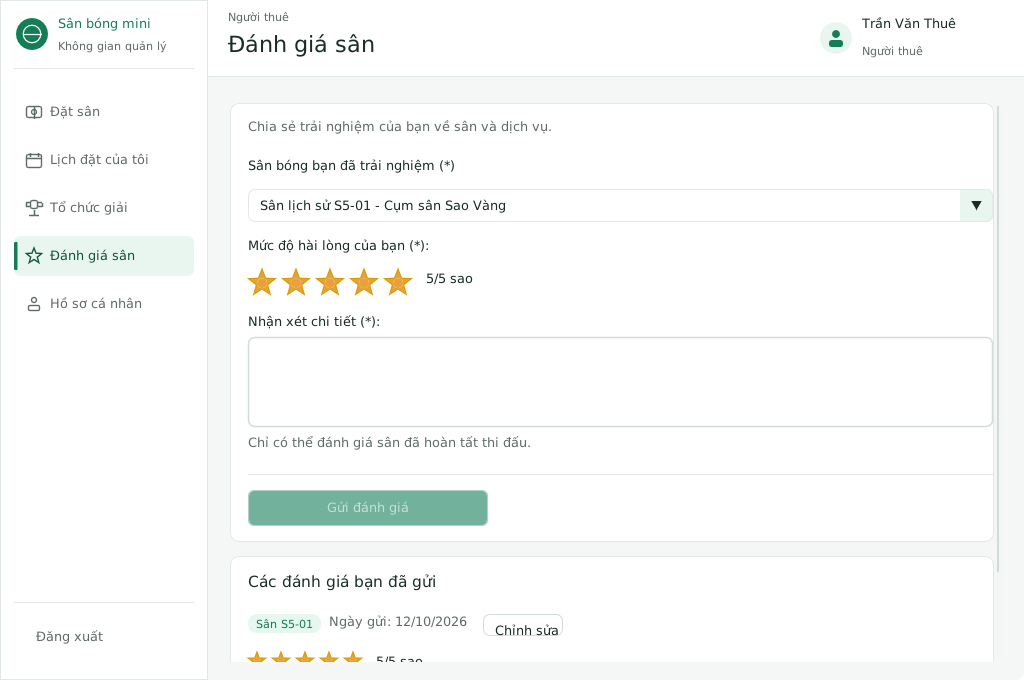 Sân bóng mini
Không gian quản lý
Đặt sân
Lịch đặt của tôi
Tổ chức giải
Đánh giá sân
Hồ sơ cá nhân
Đăng xuất
Người thuê
Đánh giá sân
Trần Văn Thuê
Người thuê
Chia sẻ trải nghiệm của bạn về sân và dịch vụ.
Sân bóng bạn đã trải nghiệm (*)
Sân lịch sử S5-01 - Cụm sân Sao Vàng
Mức độ hài lòng của bạn (*):
5/5 sao
Nhận xét chi tiết (*):
Chỉ có thể đánh giá sân đã hoàn tất thi đấu.
Gửi đánh giá
Các đánh giá bạn đã gửi
Sân S5-01 Ngày gửi: 12/10/2026 Chỉnh sửa
5/5 sao